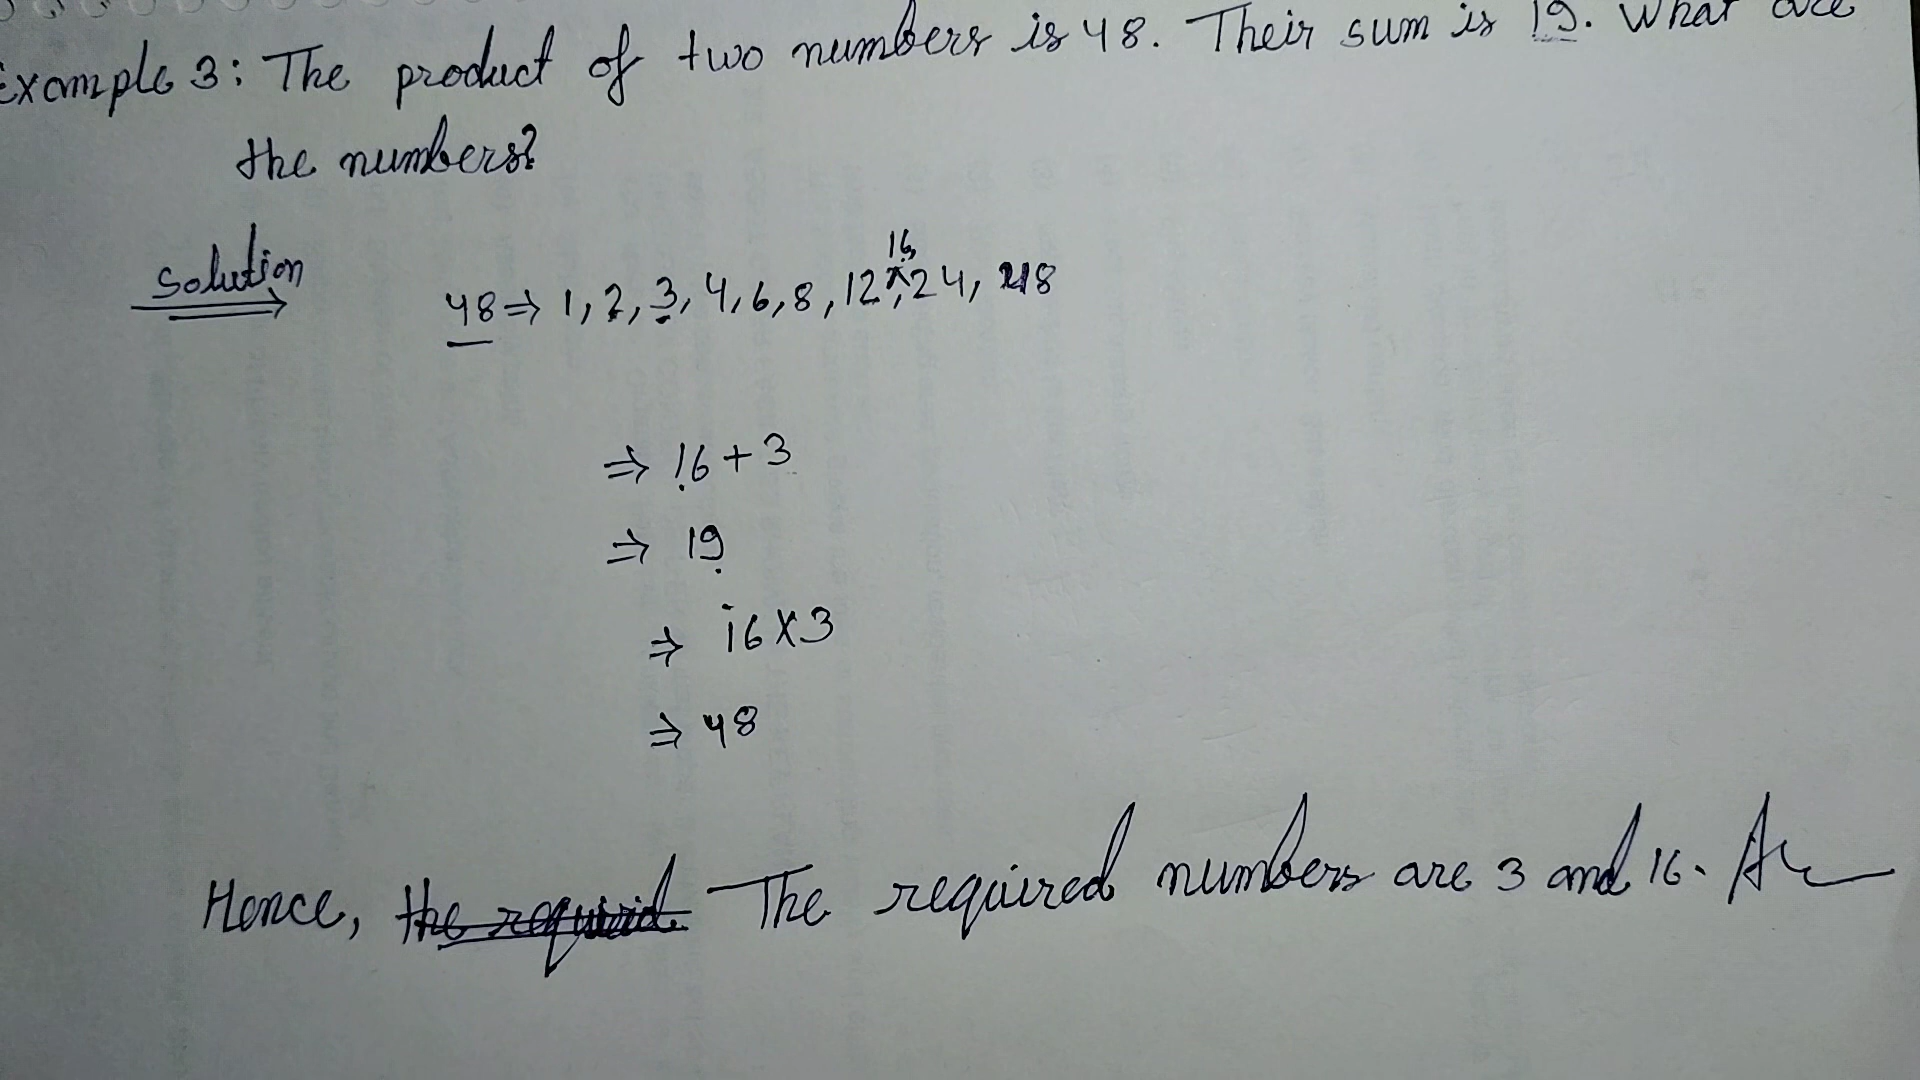 Example 3: The product of two numbers is 48. Their sum is 19. What are
the numbers?
Solution
48 ⇒ 1, 2, 3, 4, 6, 8, 12, 16, 24, 48
⇒ 16 + 3
⇒ 19
⇒ 16 x 3
⇒ 48
Hence, the required The required numbers are 3 and 16.